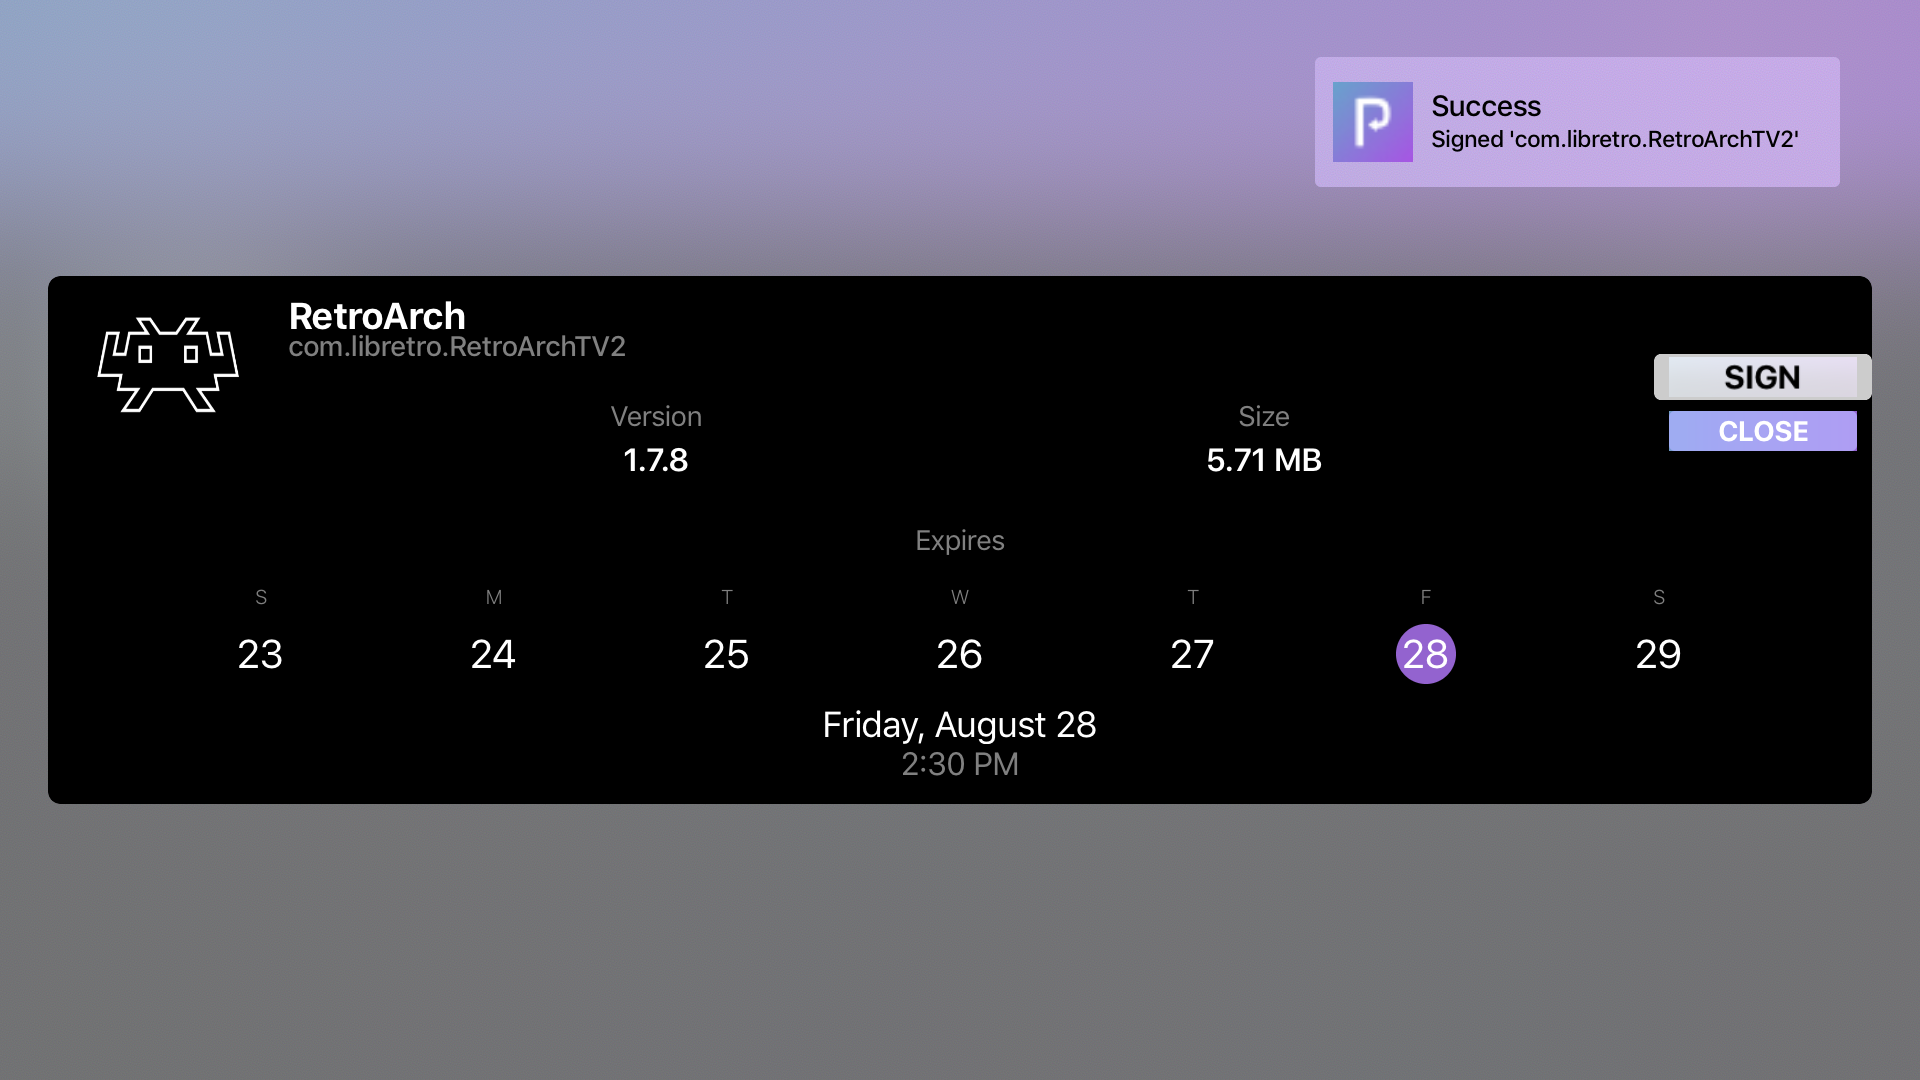 Success
Signed 'com.libretro.RetroArchTV2'
RetroArch
com.libretro.RetroArchTV2
SIGN
CLOSE
Version
1.7.8
Size
5.71 MB
Expires
S M T W T F S
23 24 25 26 27 28 29
Friday, August 28
2:30 PM